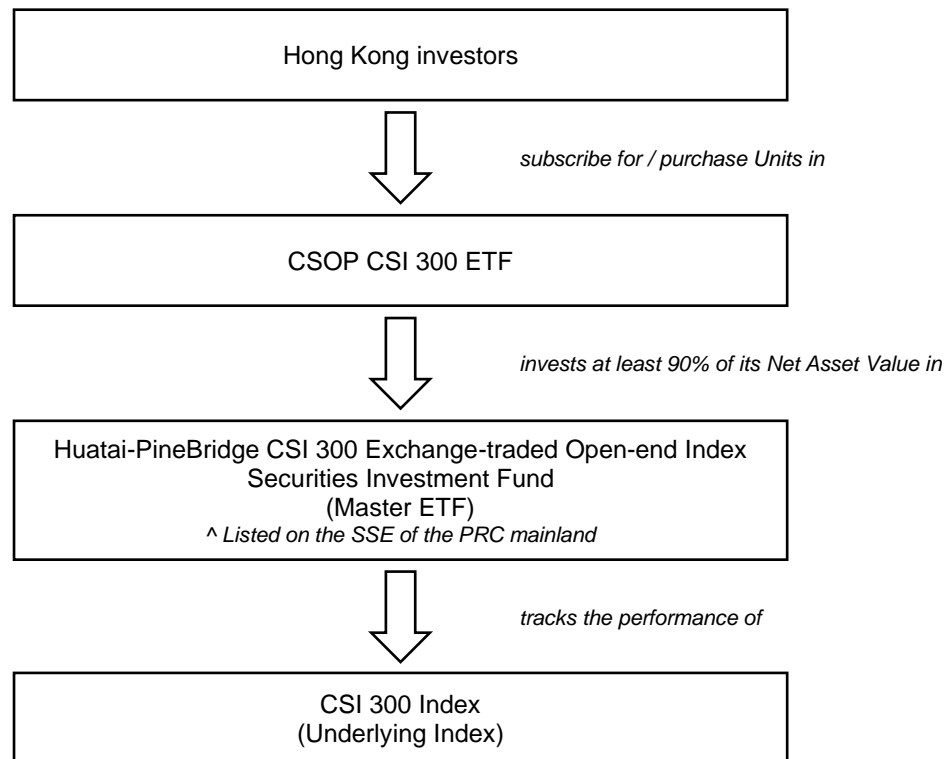 Hong Kong investors
subscribe for / purchase Units in
CSOP CSI 300 ETF
invests at least 90% of its Net Asset Value in
Huatai-PineBridge CSI 300 Exchange-traded Open-end Index
Securities Investment Fund
(Master ETF)
^ Listed on the SSE of the PRC mainland
tracks the performance of
CSI 300 Index
(Underlying Index)